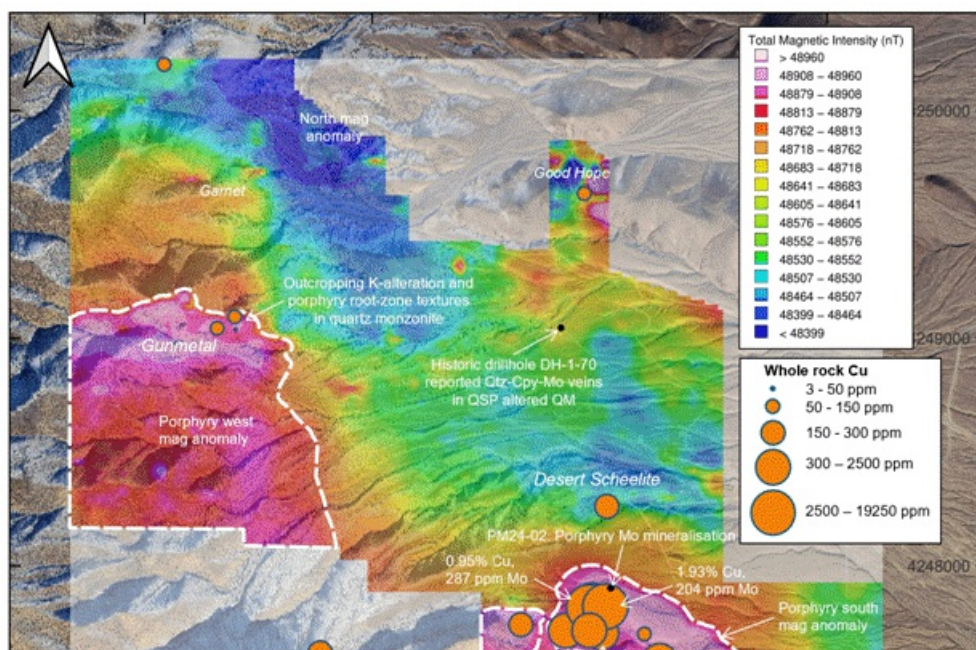 Total Magnetic Intensity (nT)
> 48960
48908 – 48960
48879 – 48908
48813 – 48879
48762 – 48813
48718 – 48762
48683 – 48718
48641 – 48683
48605 – 48641
48576 – 48605
48552 – 48576
48530 – 48552
48507 – 48530
48464 – 48507
48399 – 48464
< 48399
North mag
anomaly
Good Hope
Garnet
Outcropping K-alteration and
porphyry root-zone textures
in quartz monzonite
Gunmetal
Historic drillhole DH-1-70
reported Qtz-Cpy-Mo veins
in QSP altered QM
Porphyry west
mag anomaly
Desert Scheelite
PM24-02: Porphyry Mo mineralisation
0.95% Cu,
287 ppm Mo
1.93% Cu,
204 ppm Mo
Porphyry south
mag anomaly
Whole rock Cu
3 - 50 ppm
50 - 150 ppm
150 - 300 ppm
300 – 2500 ppm
2500 – 19250 ppm
4248000